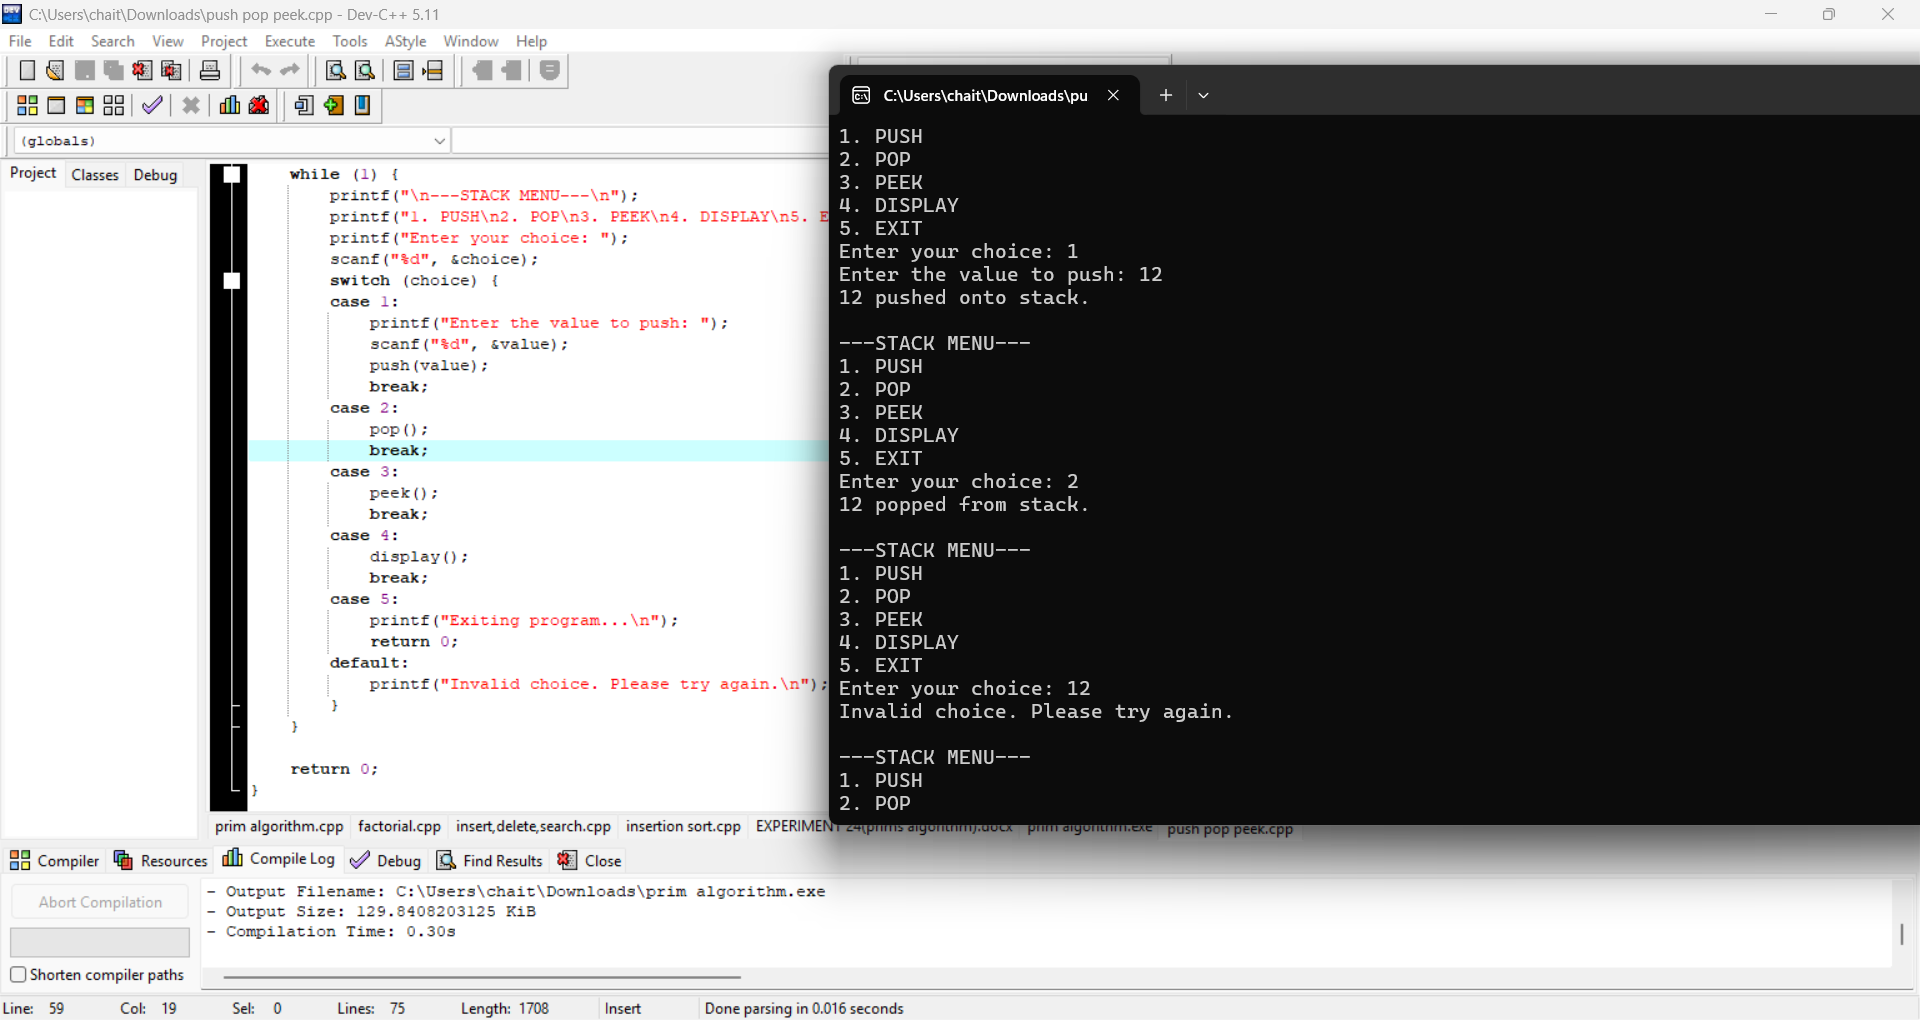 C:\Users\chait\Downloads\push pop peek.cpp - Dev-C++ 5.11
File Edit Search View Project Execute Tools AStyle Window Help
(globals)
Project Classes Debug
while (1) {
printf("\n---STACK MENU---\n");
printf("1. PUSH\n2. POP\n3. PEEK\n4. DISPLAY\n5. E
printf("Enter your choice: ");
scanf("%d", &choice);
switch (choice) {
case 1:
printf("Enter the value to push: ");
scanf("%d", &value);
push(value);
break;
case 2:
pop();
break;
case 3:
peek();
break;
case 4:
display();
break;
case 5:
printf("Exiting program...\n");
return 0;
default:
printf("Invalid choice. Please try again.\n");
}
}
return 0;
}
C:\Users\chait\Downloads\pu
1. PUSH
2. POP
3. PEEK
4. DISPLAY
5. EXIT
Enter your choice: 1
Enter the value to push: 12
12 pushed onto stack.
---STACK MENU---
1. PUSH
2. POP
3. PEEK
4. DISPLAY
5. EXIT
Enter your choice: 2
12 popped from stack.
---STACK MENU---
1. PUSH
2. POP
3. PEEK
4. DISPLAY
5. EXIT
Enter your choice: 12
Invalid choice. Please try again.
---STACK MENU---
1. PUSH
2. POP
prim algorithm.cpp factorial.cpp insert,delete,search.cpp insertion sort.cpp EXPERIMENT 24(prims algorithm).docx prim algorithm.exe push pop peek.cpp
Compiler Resources Compile Log Debug Find Results Close
Abort Compilation
Shorten compiler paths
- Output Filename: C:\Users\chait\Downloads\prim algorithm.exe
- Output Size: 129.8408203125 KiB
- Compilation Time: 0.30s
Line: 59 Col: 19 Sel: 0 Lines: 75 Length: 1708 Insert Done parsing in 0.016 seconds